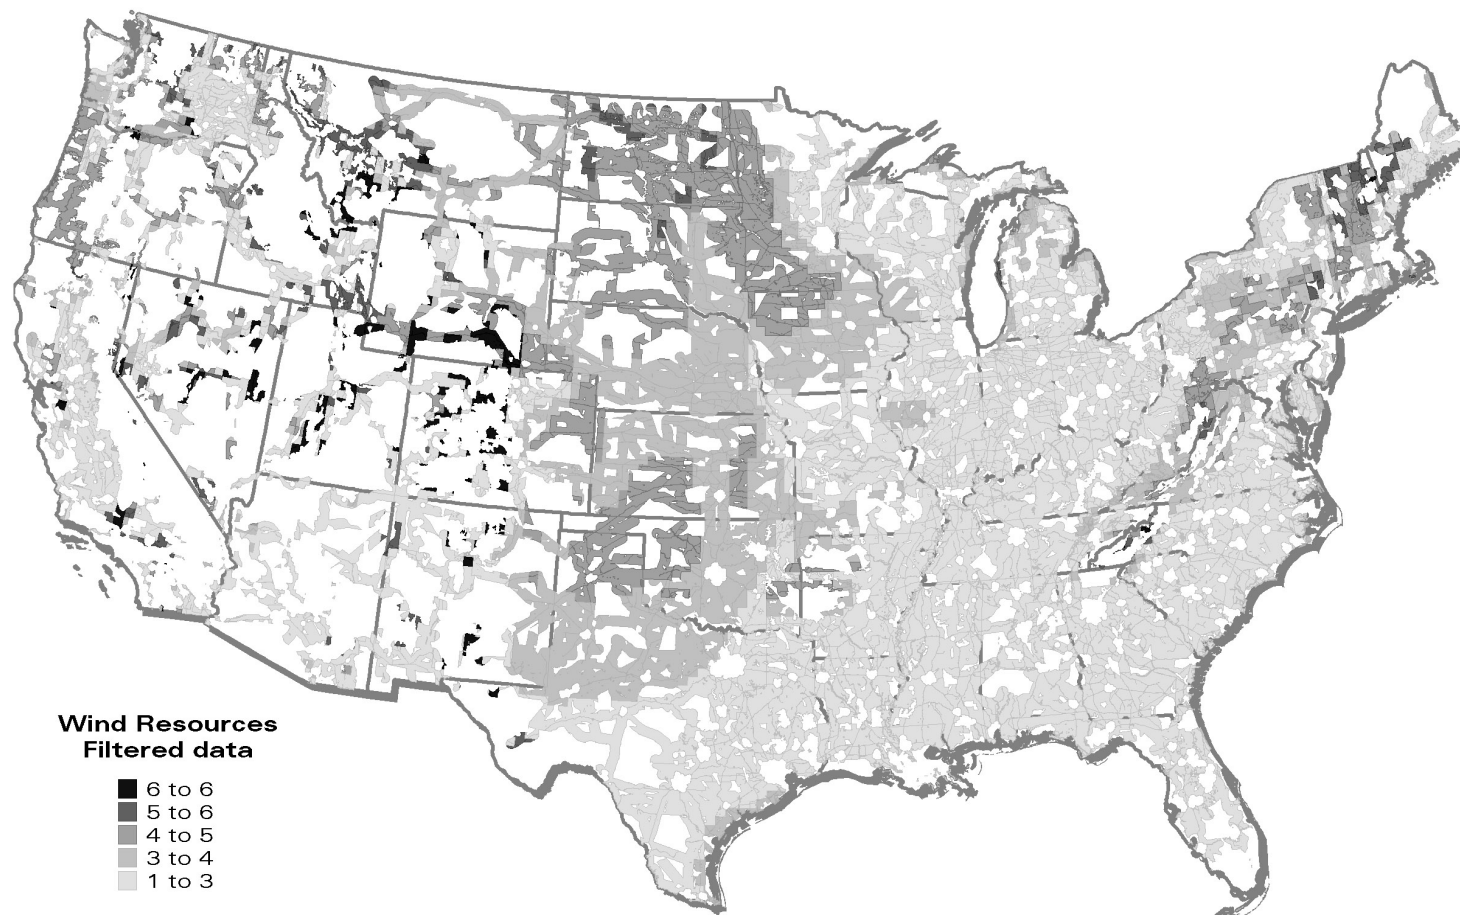 Wind Resources
Filtered data
6 to 6
5 to 6
4 to 5
3 to 4
1 to 3